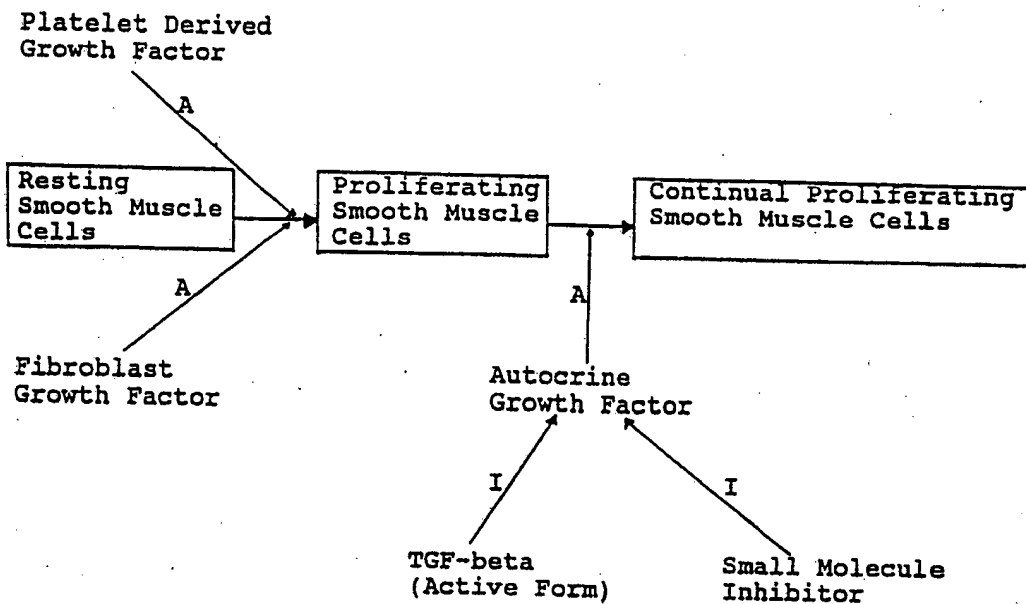 Platelet Derived
Growth Factor
A
Resting
Smooth Muscle
Cells
Proliferating
Smooth Muscle
Cells
Continual Proliferating
Smooth Muscle Cells
A
A
Fibroblast
Growth Factor
Autocrine
Growth Factor
I
I
TGF-beta
(Active Form)
Small Molecule
Inhibitor